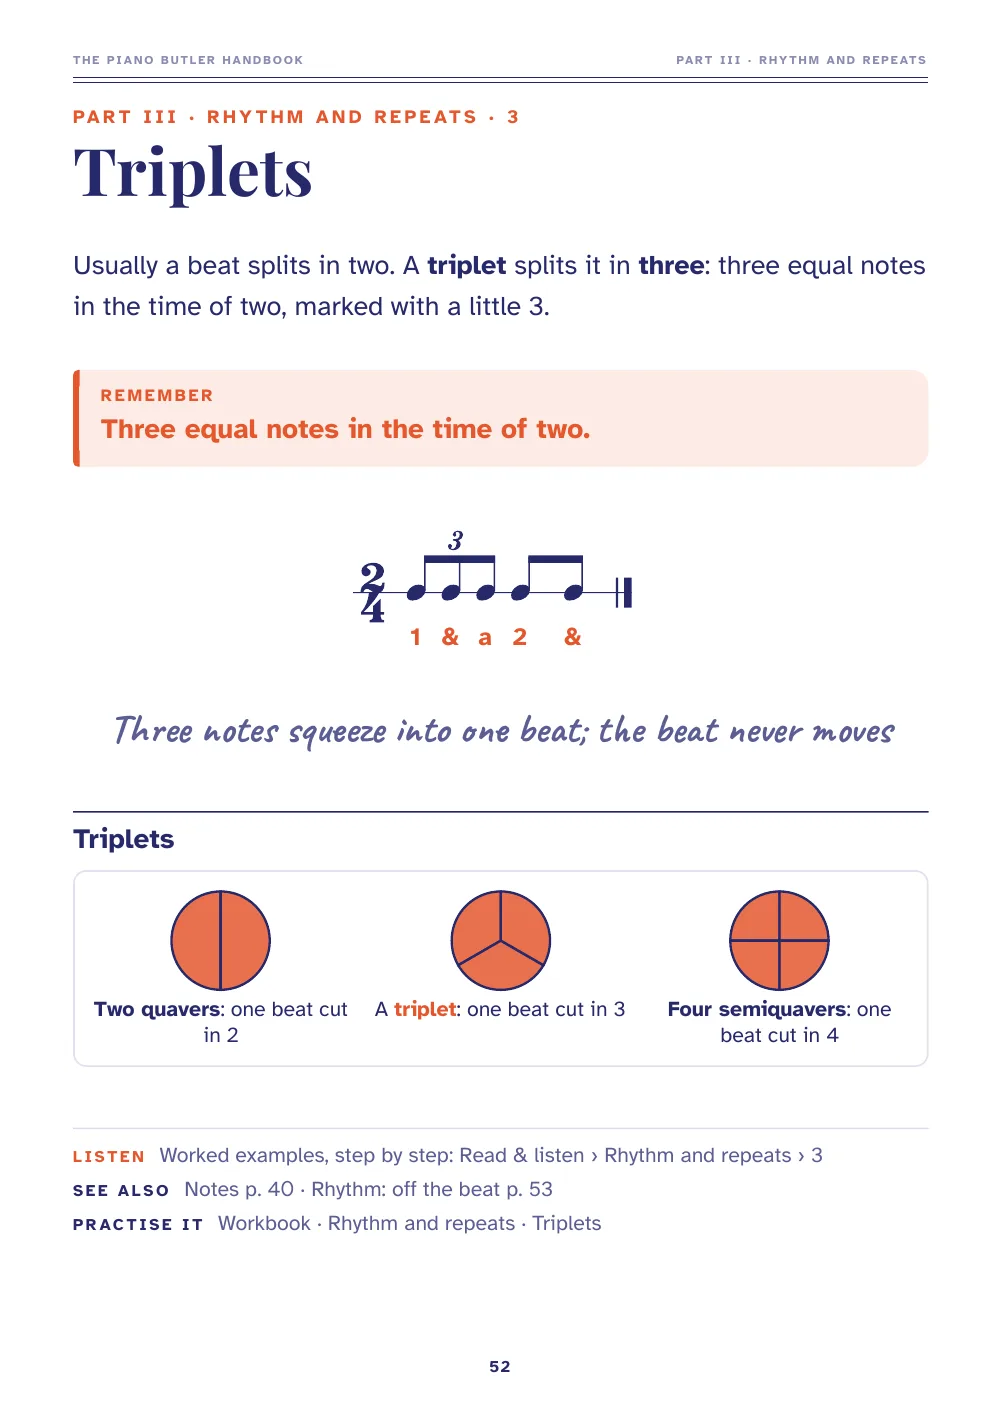 THE PIANO BUTLER HANDBOOK
PART III · RHYTHM AND REPEATS
PART III · RHYTHM AND REPEATS · 3
Triplets
Usually a beat splits in two. A triplet splits it in three: three equal notes
in the time of two, marked with a little 3.
REMEMBER
Three equal notes in the time of two.
3
2
4
1 & a 2 &
Three notes squeeze into one beat; the beat never moves
Triplets
Two quavers: one beat cut
in 2
A triplet: one beat cut in 3
Four semiquavers: one
beat cut in 4
LISTEN Worked examples, step by step: Read & listen › Rhythm and repeats › 3
SEE ALSO Notes p. 40 · Rhythm: off the beat p. 53
PRACTISE IT Workbook · Rhythm and repeats · Triplets
52